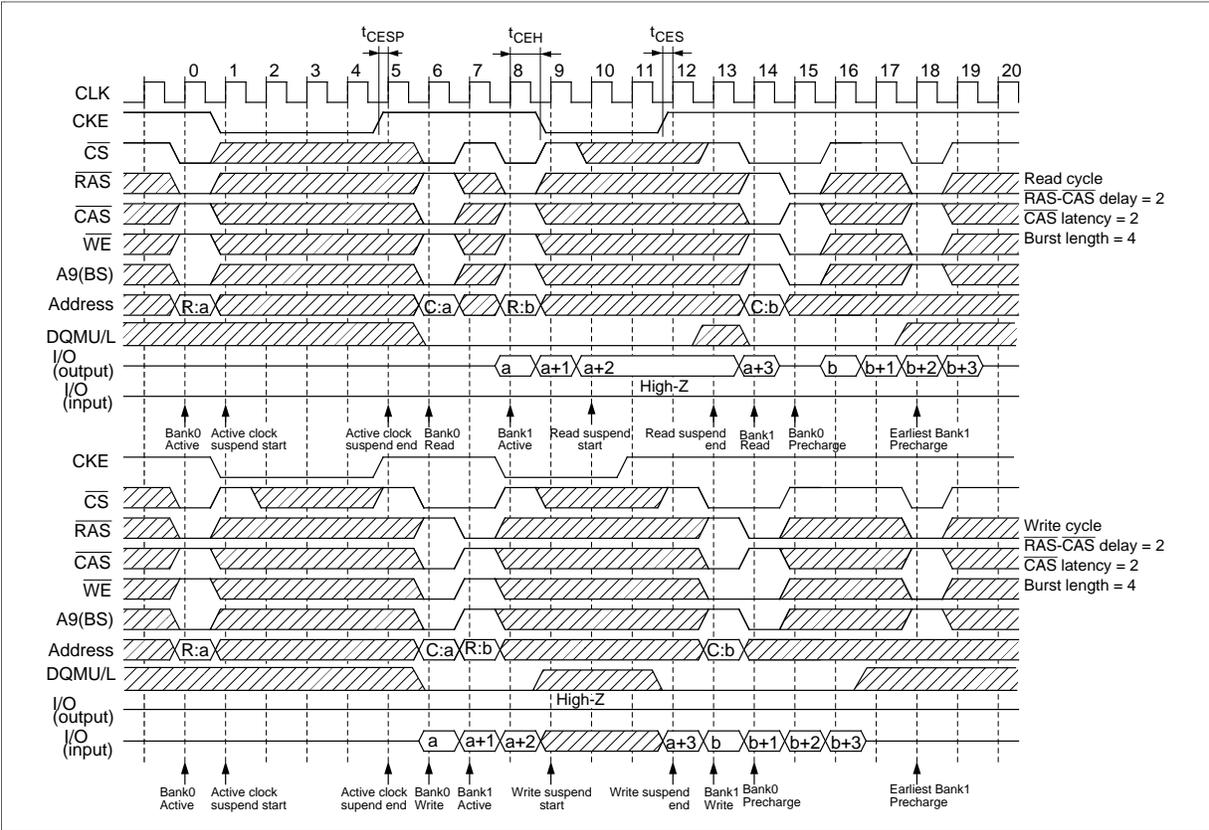 tCESP tCEH tCES
0 1 2 3 4 5 6 7 8 9 10 11 12 13 14 15 16 17 18 19 20
CLK
CKE
CS
RAS
CAS
WE
A9(BS)
Address R:a C:a R:b C:b
DQMU/L
I/O
(output) a a+1 a+2 a+3 b b+1 b+2 b+3
I/O
(input) High-Z
Read cycle
RAS-CAS delay = 2
CAS latency = 2
Burst length = 4
Bank0
Active
Active clock
suspend start
Active clock
suspend end
Bank0
Read
Bank1
Active
Read suspend
start
Read suspend
end
Bank1
Read
Bank0
Precharge
Earliest Bank1
Precharge
CKE
CS
RAS
CAS
WE
A9(BS)
Address R:a C:a R:b C:b
DQMU/L
I/O
(output) High-Z
I/O
(input) a a+1 a+2 a+3 b b+1 b+2 b+3
Write cycle
RAS-CAS delay = 2
CAS latency = 2
Burst length = 4
Bank0
Active
Active clock
suspend start
Active clock
supend end
Bank0
Write
Bank1
Active
Write suspend
start
Write suspend
end
Bank1
Write
Bank0
Precharge
Earliest Bank1
Precharge